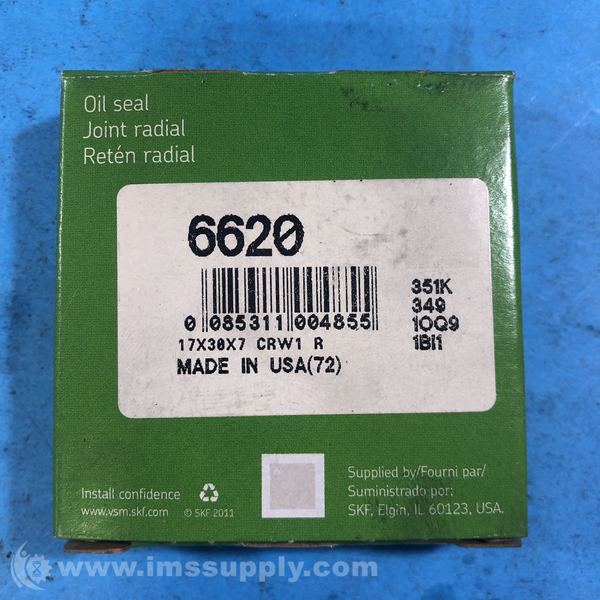 Oil seal
Joint radial
Retén radial
6620
0 085311 004855
17X30X7 CRW1 R
MADE IN USA(72)
351K
349
10Q9
1BI1
Install confidence
www.vsm.skf.com
© SKF 2011
Supplied by/Fourni par/
Suministrado por:
SKF, Elgin, IL 60123, USA.
www.imssupply.com